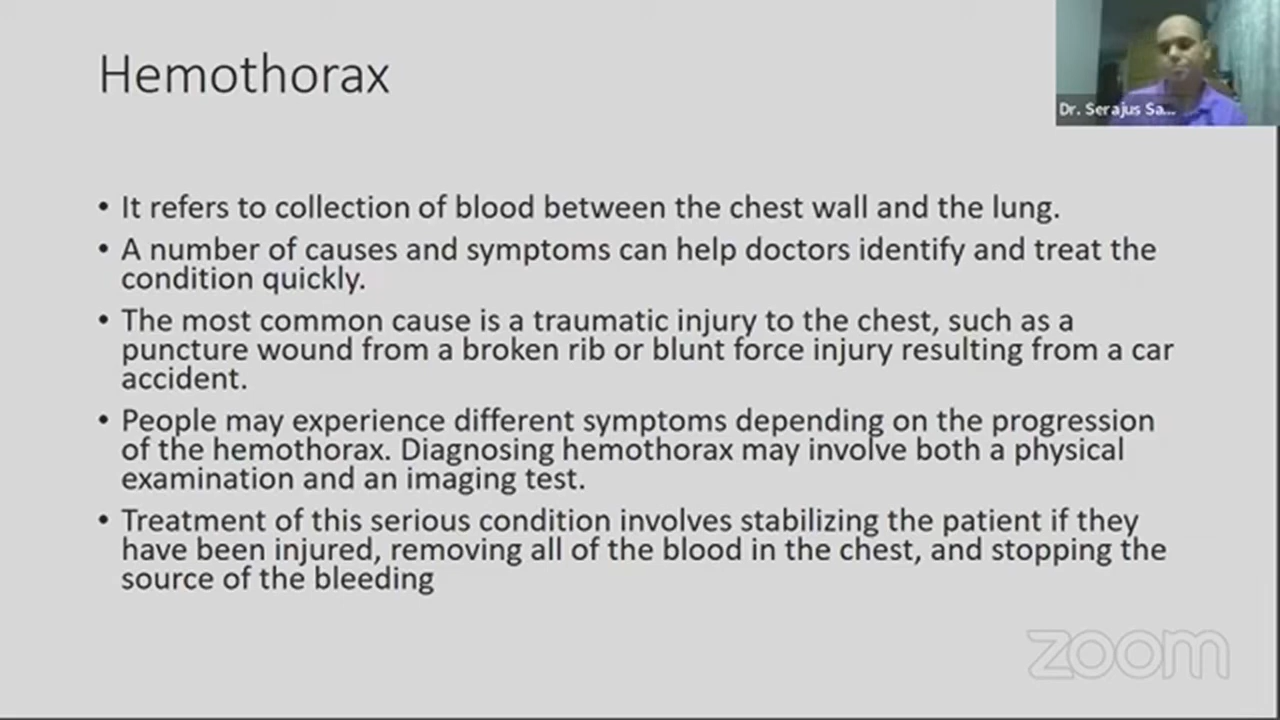 Hemothorax
Dr. Serajus Sa...
• It refers to collection of blood between the chest wall and the lung.
• A number of causes and symptoms can help doctors identify and treat the
condition quickly.
• The most common cause is a traumatic injury to the chest, such as a
puncture wound from a broken rib or blunt force injury resulting from a car
accident.
• People may experience different symptoms depending on the progression
of the hemothorax. Diagnosing hemothorax may involve both a physical
examination and an imaging test.
• Treatment of this serious condition involves stabilizing the patient if they
have been injured, removing all of the blood in the chest, and stopping the
source of the bleeding
zoom